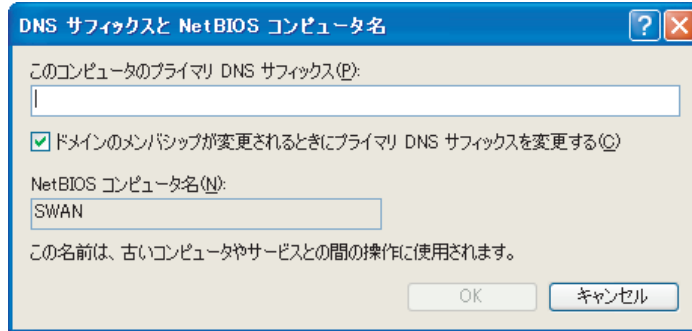 DNS サフィックスと NetBIOS コンピュータ名
このコンピュータのプライマリ DNS サフィックス(P):
ドメインのメンバシップが変更されるときにプライマリ DNS サフィックスを変更する(C)
NetBIOS コンピュータ名(N):
SWAN
この名前は、古いコンピュータやサービスとの間の操作に使用されます。
OK キャンセル